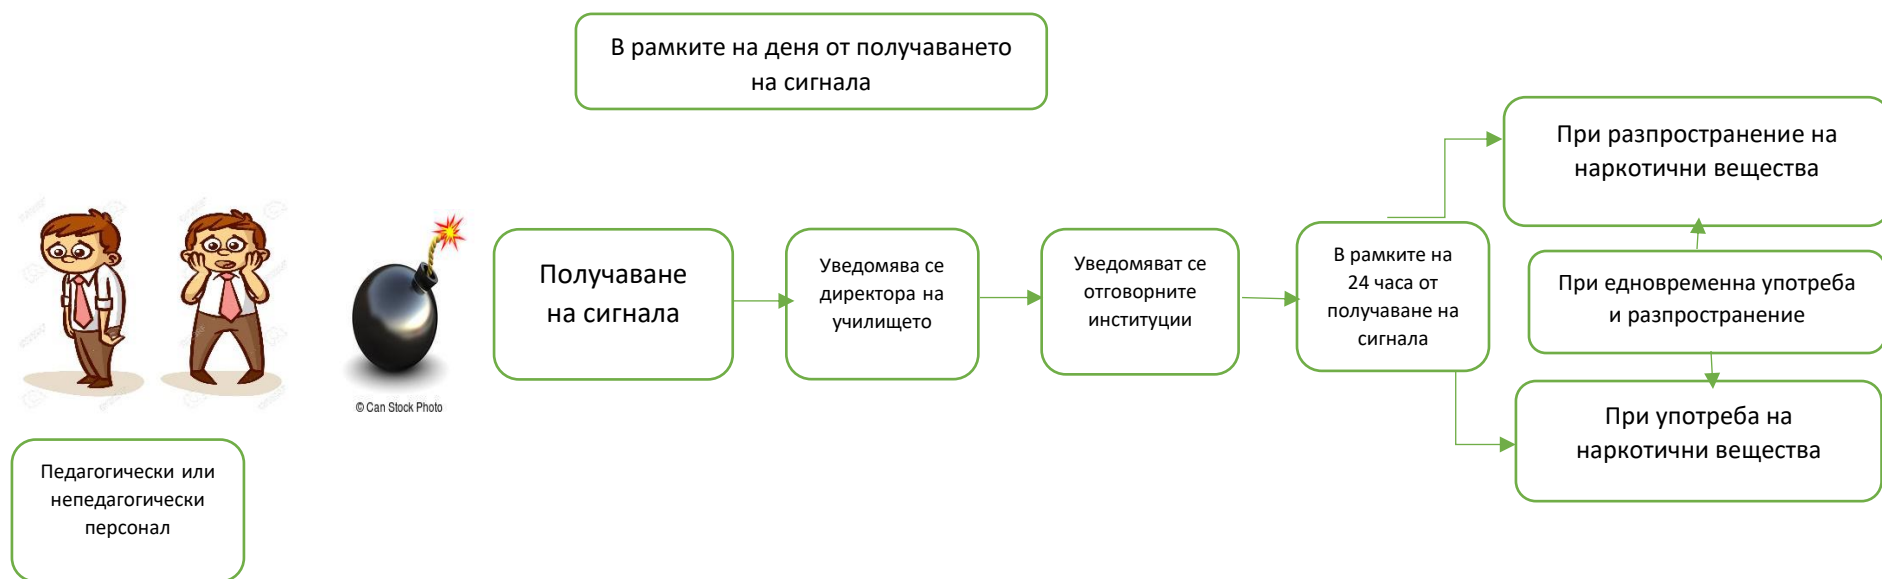 В рамките на деня от получаването
на сигнала
При разпространение на
наркотични вещества
Получаване
на сигнала
Уведомява се
директора на
училището
Уведомяват се
отговорните
институции
В рамките на
24 часа от
получаване на
сигнала
При едновременна употреба
и разпространение
При употреба на
наркотични вещества
© Can Stock Photo
Педагогически или
непедагогически
персонал